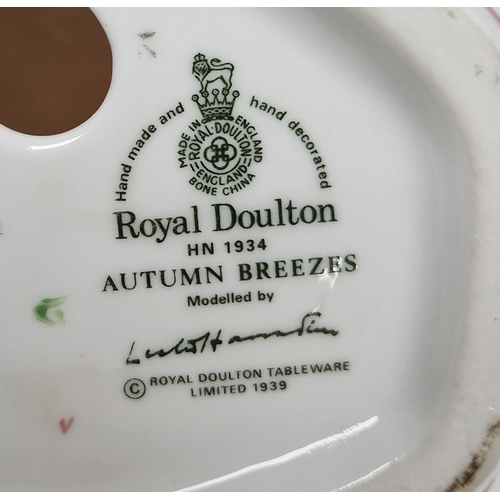 Hand made and hand decorated
MADE IN ENGLAND
ROYAL·DOULTON
ENGLAND
BONE CHINA
Royal Doulton
HN 1934
AUTUMN BREEZES
Modelled by
© ROYAL DOULTON TABLEWARE
LIMITED 1939